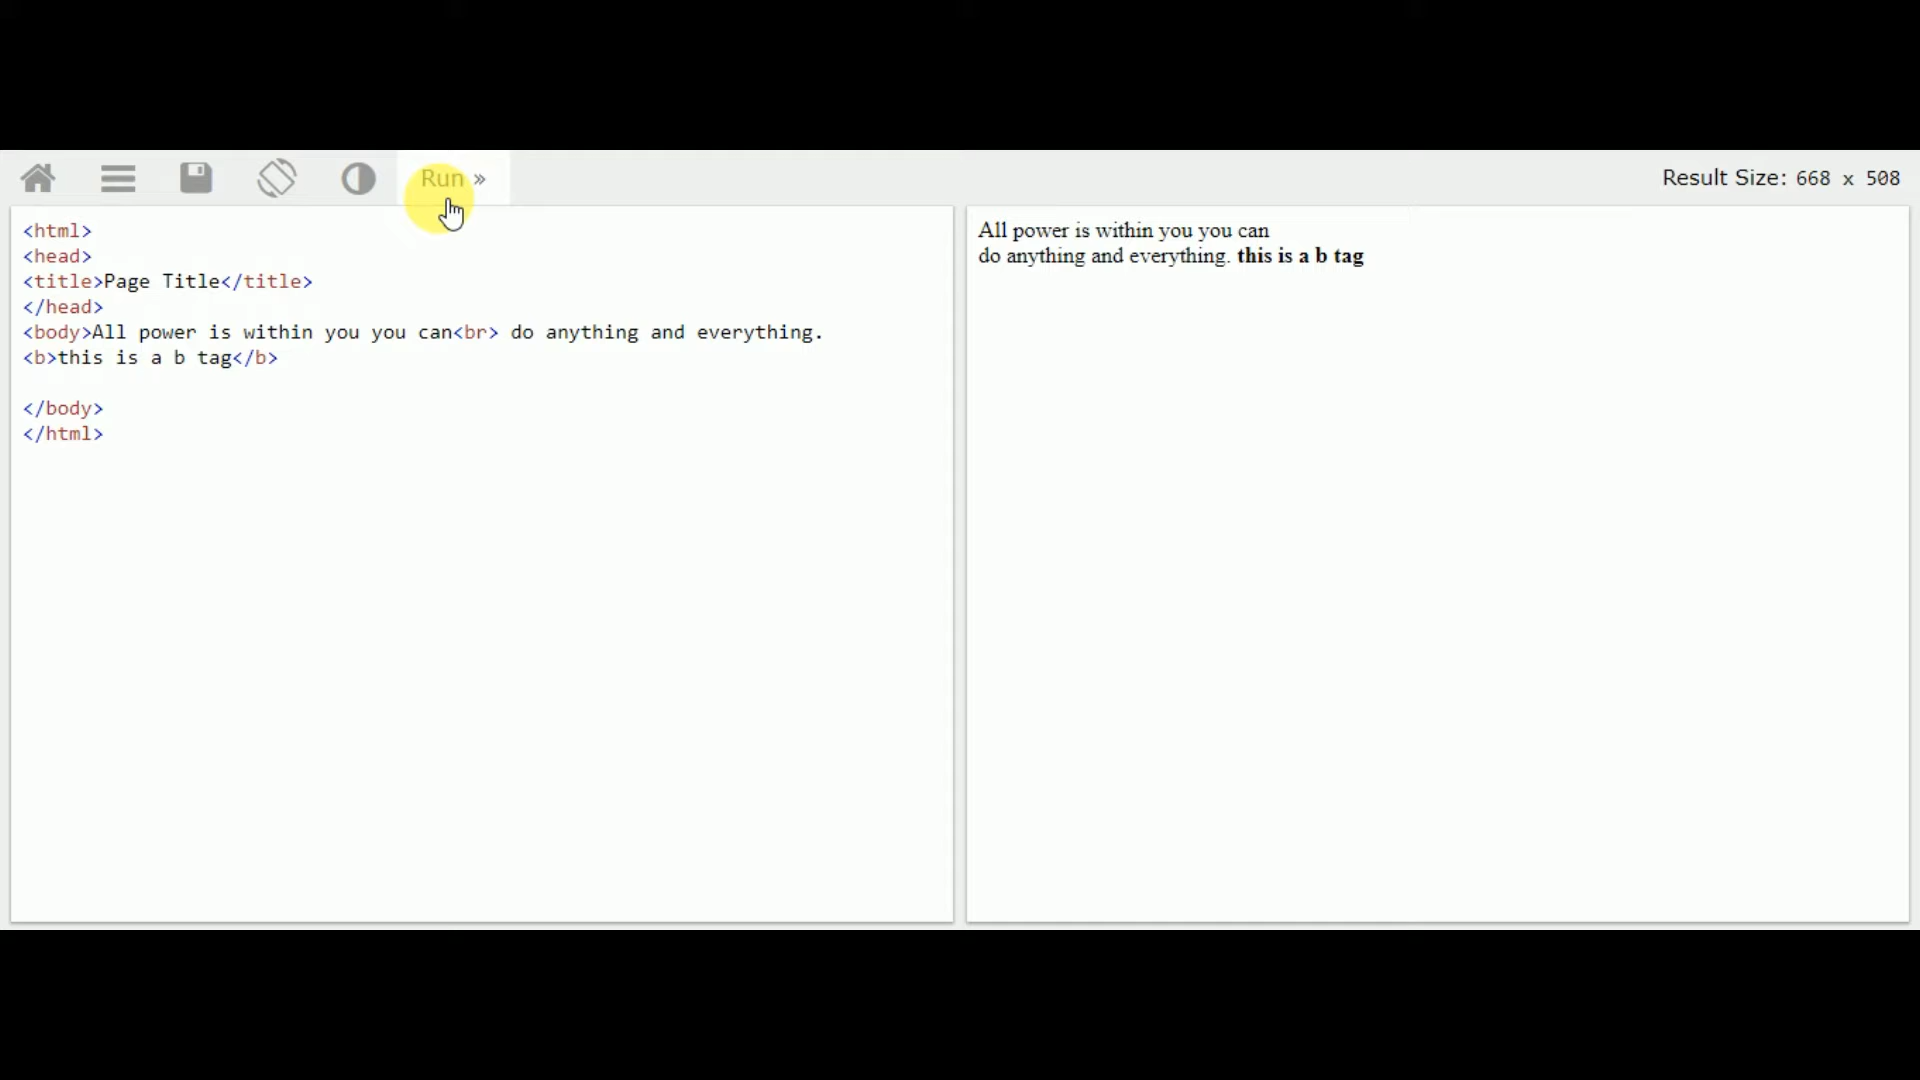 Run »
Result Size: 668 x 508
<html>
<head>
<title>Page Title</title>
</head>
<body>All power is within you you can<br> do anything and everything.
<b>this is a b tag</b>
</body>
</html>
All power is within you you can
do anything and everything. this is a b tag